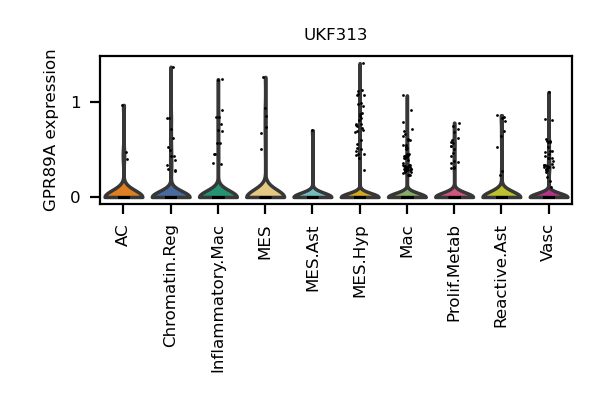 UKF313
GPR89A expression
1
0
AC
Chromatin.Reg
Inflammatory.Mac
MES
MES.Ast
MES.Hyp
Mac
Prolif.Metab
Reactive.Ast
Vasc